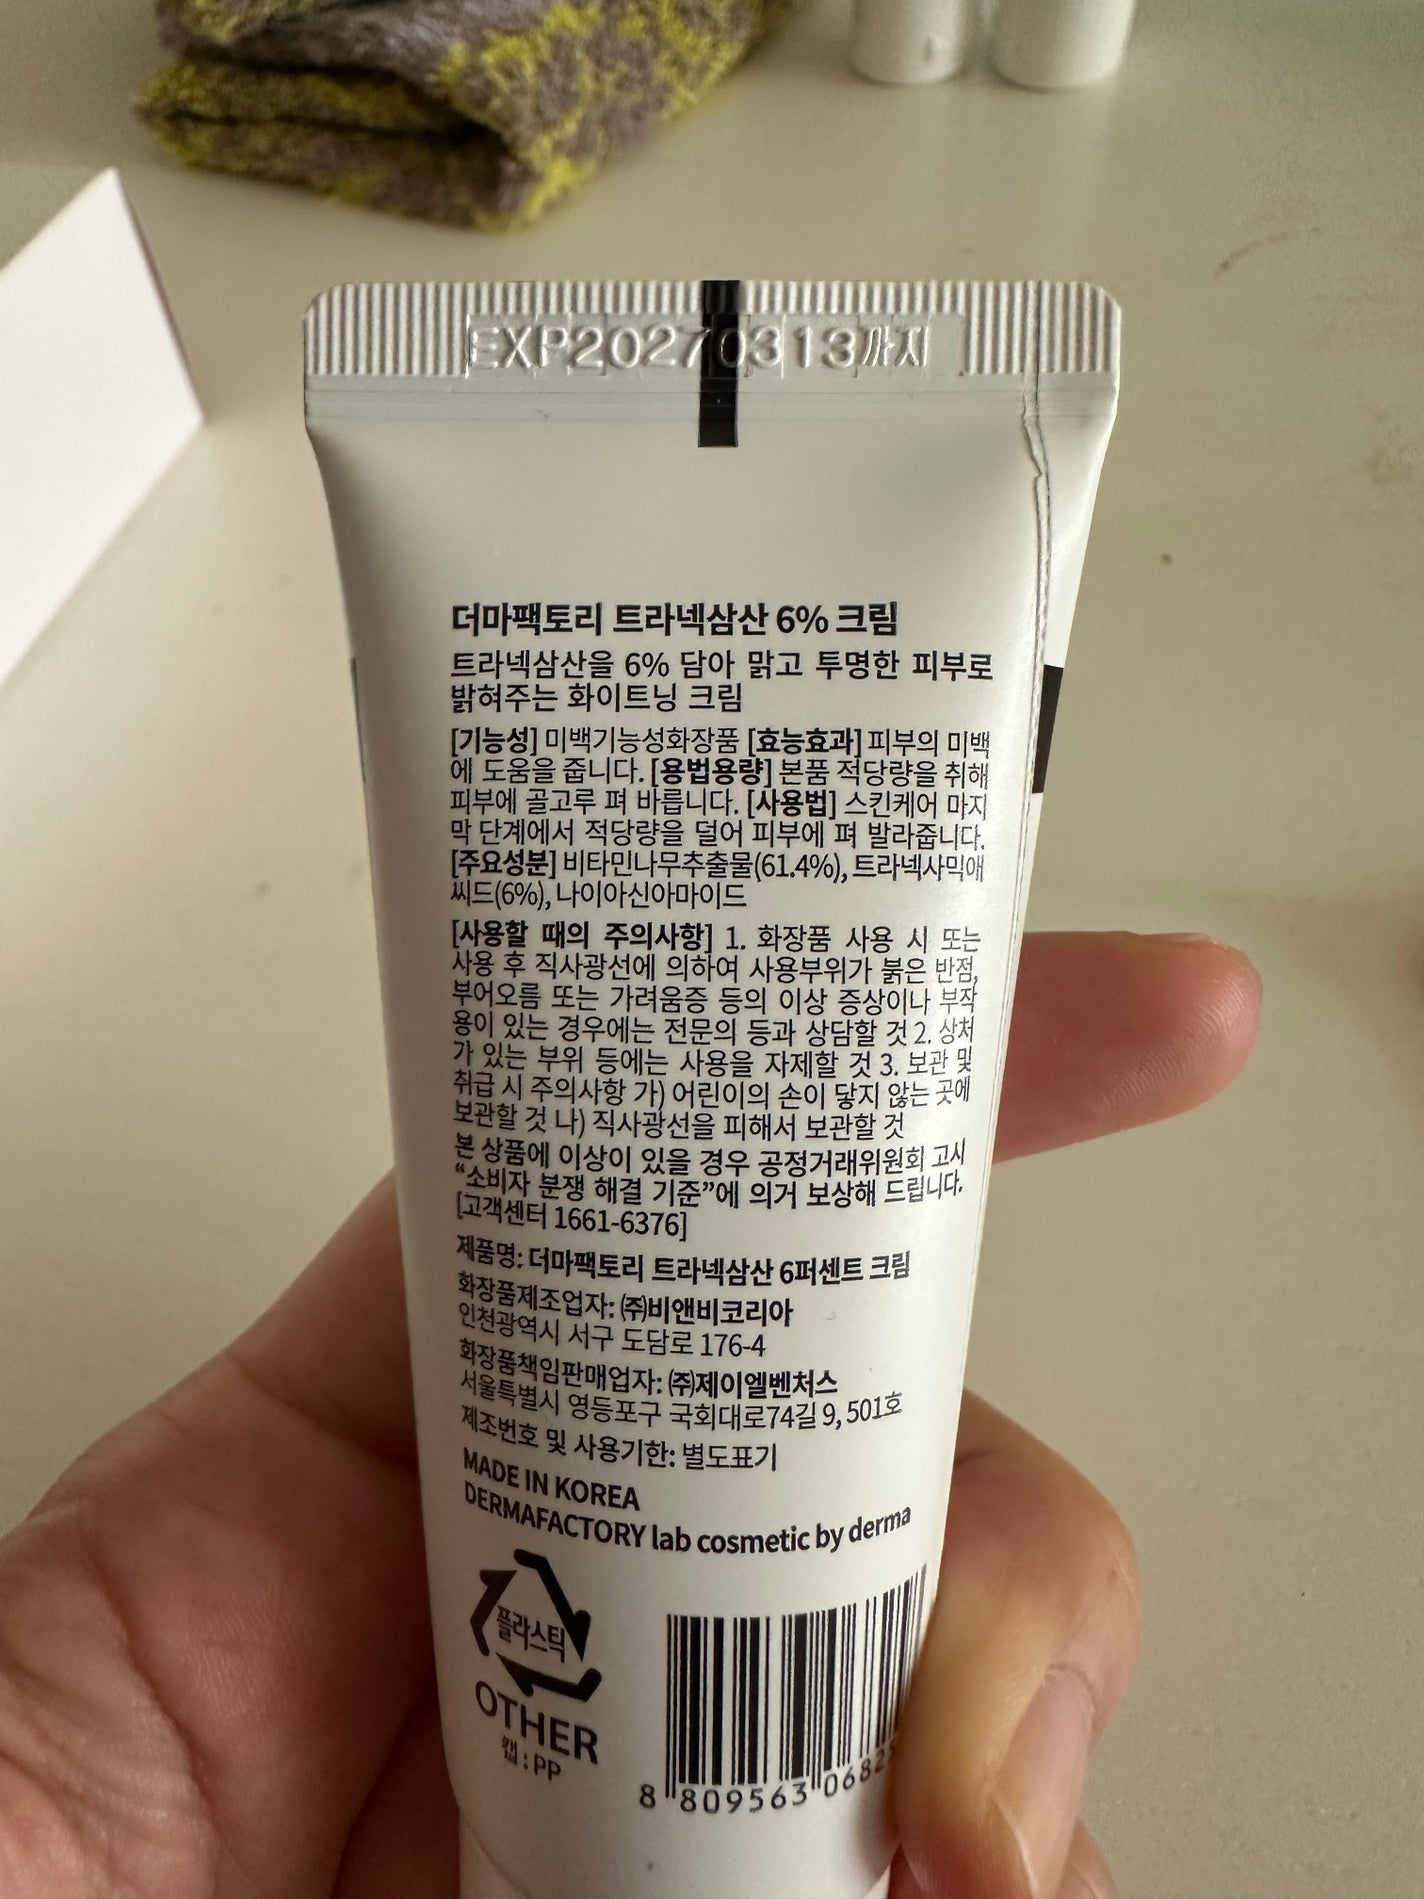 EXP20270313까지
더마팩토리 트라넥삼산 6% 크림
트라넥삼산을 6% 담아 맑고 투명한 피부로
밝혀주는 화이트닝 크림
[기능성] 미백기능성화장품 [효능효과] 피부의 미백
에 도움을 줍니다. [용법용량] 본품 적당량을 취해
피부에 골고루 펴 바릅니다. [사용법] 스킨케어 마지
막 단계에서 적당량을 덜어 피부에 펴 발라줍니다.
[주요성분] 비타민나무추출물(61.4%), 트라넥사믹애
씨드(6%), 나이아신아마이드
[사용할 때의 주의사항] 1. 화장품 사용 시 또는
사용 후 직사광선에 의하여 사용부위가 붉은 반점,
부어오름 또는 가려움증 등의 이상 증상이나 부작
용이 있는 경우에는 전문의 등과 상담할 것 2. 상처
가 있는 부위 등에는 사용을 자제할 것 3. 보관 및
취급 시 주의사항 가) 어린이의 손이 닿지 않는 곳에
보관할 것 나) 직사광선을 피해서 보관할 것
본 상품에 이상이 있을 경우 공정거래위원회 고시
“소비자 분쟁 해결 기준”에 의거 보상해 드립니다.
[고객센터 1661-6376]
제품명: 더마팩토리 트라넥삼산 6퍼센트 크림
화장품제조업자: ㈜비앤비코리아
인천광역시 서구 도담로 176-4
화장품책임판매업자: ㈜제이엘벤처스
서울특별시 영등포구 국회대로74길 9, 501호
제조번호 및 사용기한: 별도표기
MADE IN KOREA
DERMAFACTORY lab cosmetic by derma
플라스틱
OTHER
캡 : PP
8 809563 0682